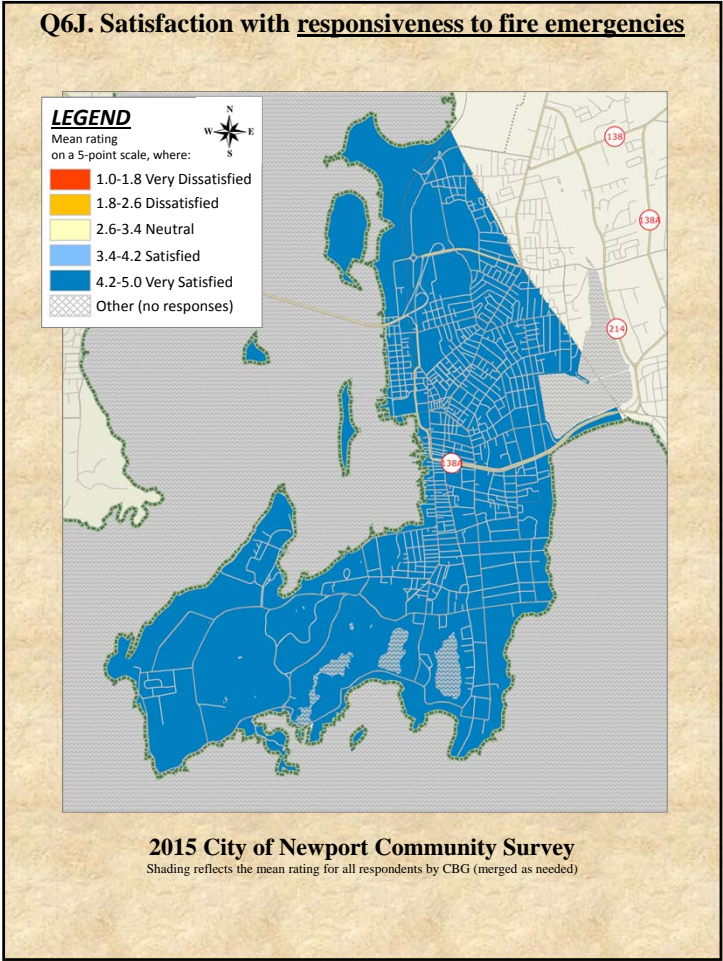 Q6J. Satisfaction with responsiveness to fire emergencies
LEGEND
Mean rating
on a 5-point scale, where:
N
W E
S
1.0-1.8 Very Dissatisfied
1.8-2.6 Dissatisfied
2.6-3.4 Neutral
3.4-4.2 Satisfied
4.2-5.0 Very Satisfied
Other (no responses)
138
138A
214
138A
2015 City of Newport Community Survey
Shading reflects the mean rating for all respondents by CBG (merged as needed)